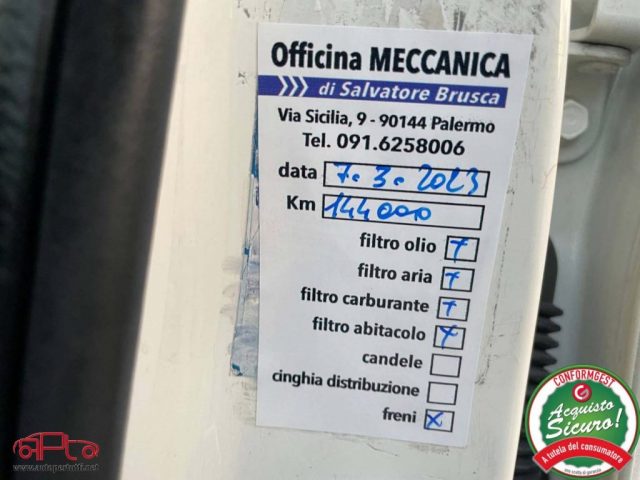 Officina MECCANICA
di Salvatore Brusca
Via Sicilia, 9 - 90144 Palermo
Tel. 091.6258006
data 7.3.2023
Km 144000
filtro olio
filtro aria
filtro carburante
filtro abitacolo
candele
cinghia distribuzione
freni X
CONFORMGEST
Acquisto
Sicuro!
A tutela del consumatore
www.autopertutti.net